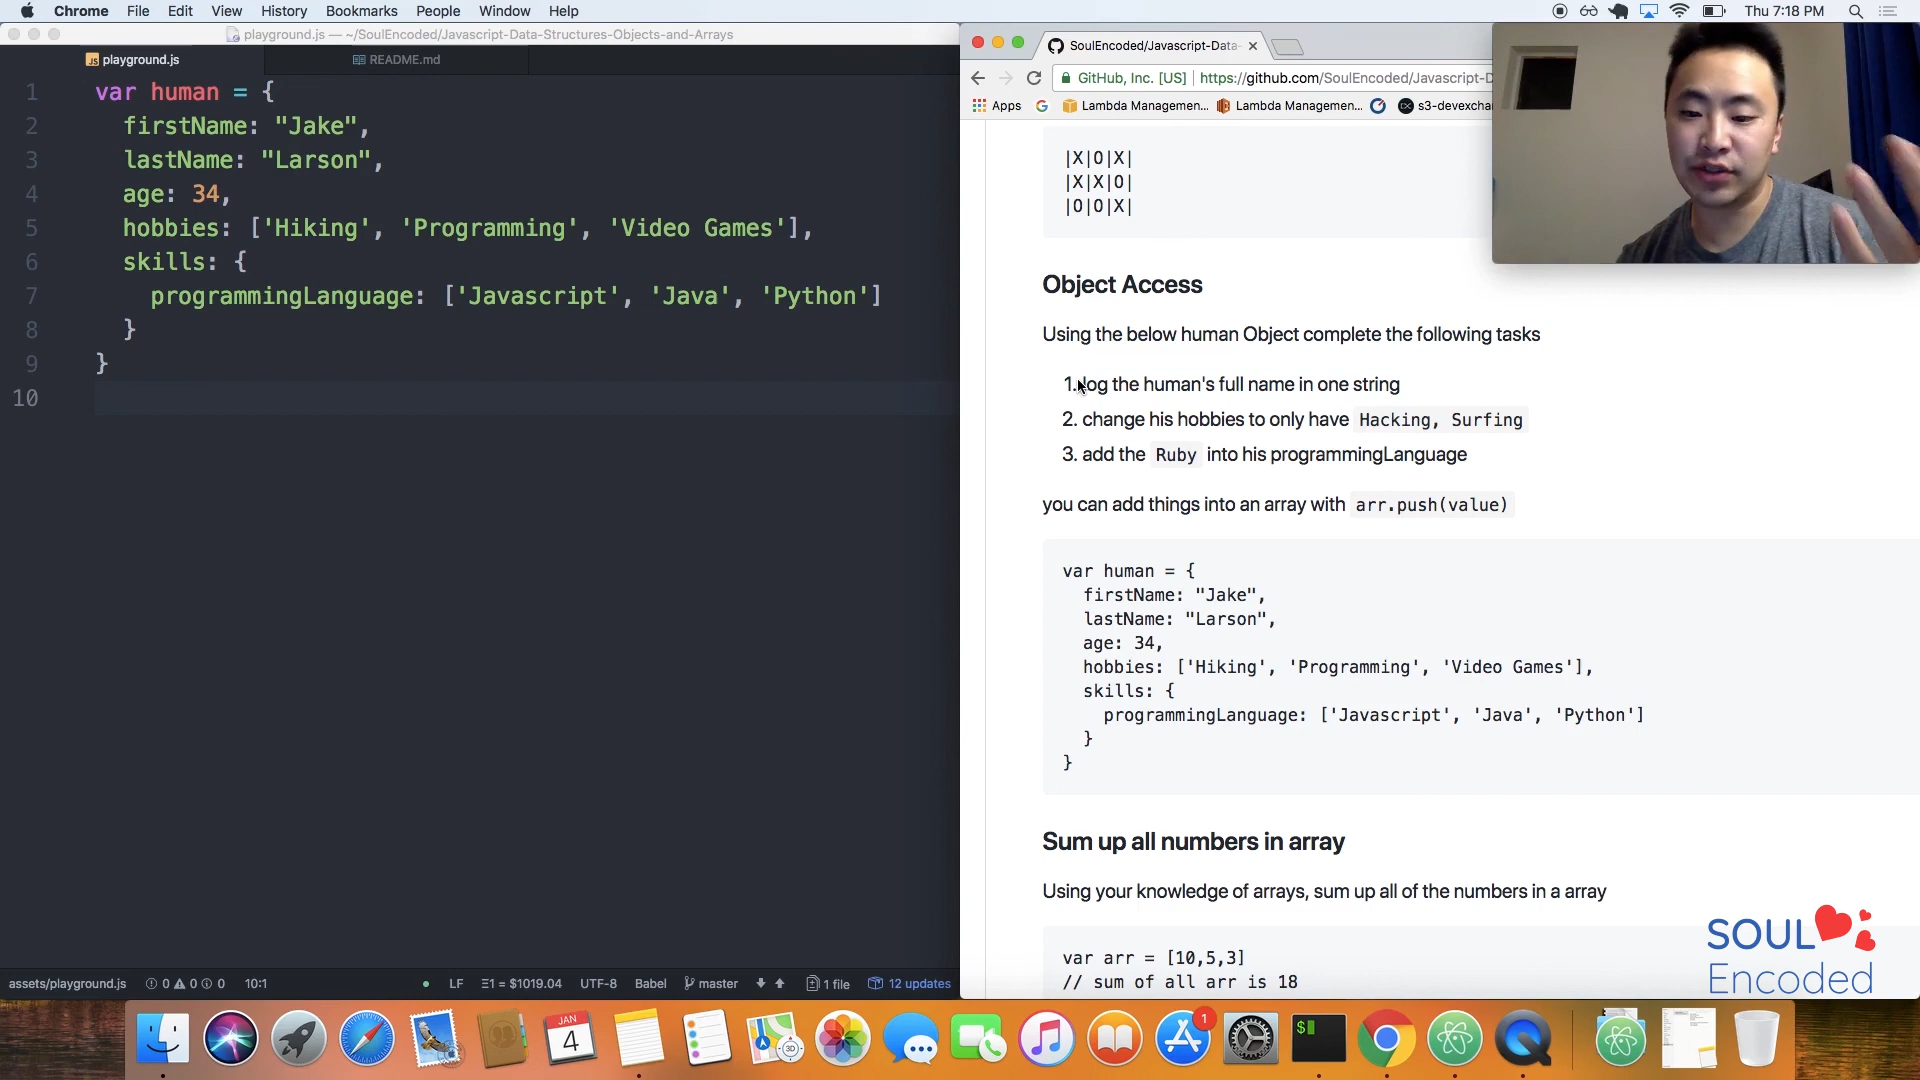 Chrome File Edit View History Bookmarks People Window Help
Thu 7:18 PM
playground.js — ~/SoulEncoded/Javascript-Data-Structures-Objects-and-Arrays
playground.js
README.md
1 var human = {
2 firstName: "Jake",
3 lastName: "Larson",
4 age: 34,
5 hobbies: ['Hiking', 'Programming', 'Video Games'],
6 skills: {
7 programmingLanguage: ['Javascript', 'Java', 'Python']
8 }
9 }
10
assets/playground.js 0 0 0 10:1
LF Ξ1 = $1019.04 UTF-8 Babel master 1 file 12 updates
SoulEncoded/Javascript-Data-
GitHub, Inc. [US] | https://github.com/SoulEncoded/Javascript-D
Apps Lambda Managemen... Lambda Managemen... s3-devexchan
|X|O|X|
|X|X|O|
|O|O|X|
Object Access
Using the below human Object complete the following tasks
1. log the human's full name in one string
2. change his hobbies to only have Hacking, Surfing
3. add the Ruby into his programmingLanguage
you can add things into an array with arr.push(value)
var human = {
firstName: "Jake",
lastName: "Larson",
age: 34,
hobbies: ['Hiking', 'Programming', 'Video Games'],
skills: {
programmingLanguage: ['Javascript', 'Java', 'Python']
}
}
Sum up all numbers in array
Using your knowledge of arrays, sum up all of the numbers in a array
var arr = [10,5,3]
// sum of all arr is 18
SOUL
Encoded
JAN
4
3D
1
$